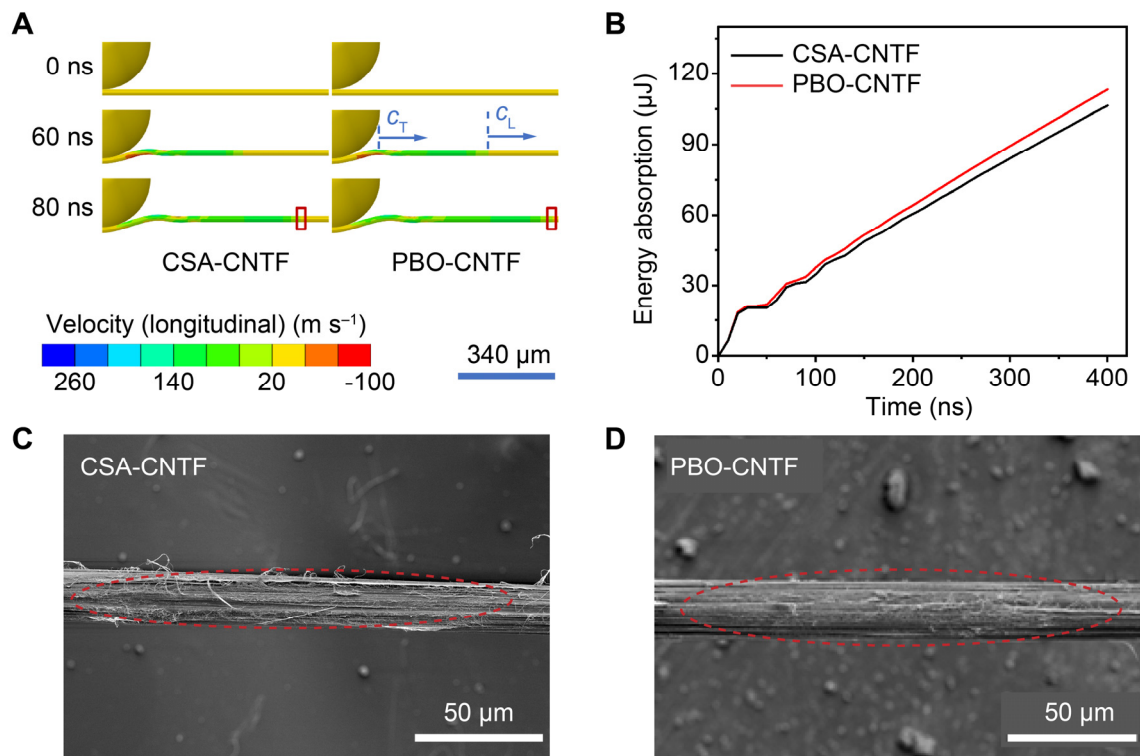 A
0 ns
60 ns
c_T
c_L
80 ns
CSA-CNTF
PBO-CNTF
Velocity (longitudinal) (m s⁻¹)
260
140
20
-100
340 µm
B
CSA-CNTF
PBO-CNTF
Energy absorption (µJ)
120
90
60
30
0
0
100
200
300
400
Time (ns)
C
CSA-CNTF
50 µm
D
PBO-CNTF
50 µm